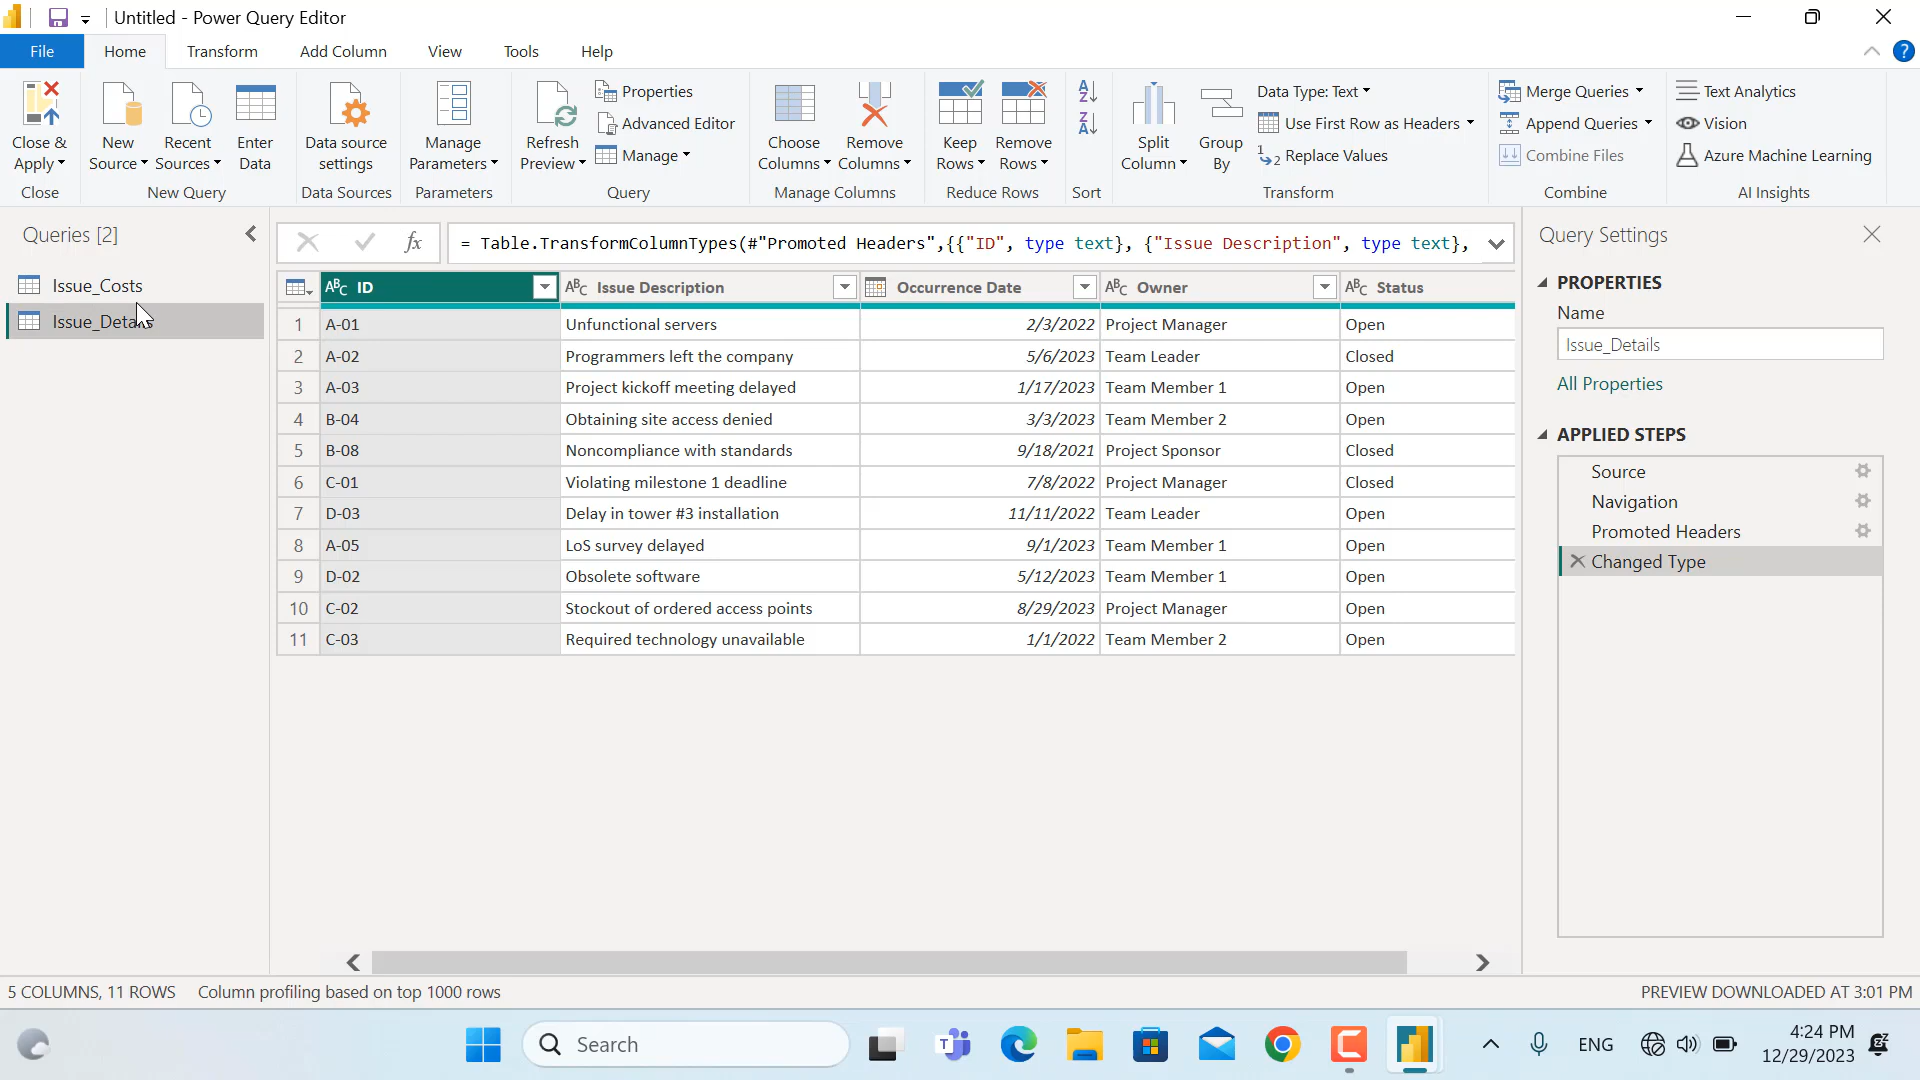 Untitled - Power Query Editor
File Home Transform Add Column View Tools Help
Close & Apply
New Source
Recent Sources
Enter Data
Data source settings
Manage Parameters
Refresh Preview
Properties
Advanced Editor
Manage
Choose Columns
Remove Columns
Keep Rows
Remove Rows
Split Column
Group By
Data Type: Text
Use First Row as Headers
Replace Values
Merge Queries
Append Queries
Combine Files
Text Analytics
Vision
Azure Machine Learning
Close New Query Data Sources Parameters Query Manage Columns Reduce Rows Sort Transform Combine AI Insights
Queries [2]
Issue_Costs
Issue_Details
fx = Table.TransformColumnTypes(#"Promoted Headers",{{"ID", type text}, {"Issue Description", type text},
ABC ID ABC Issue Description Occurrence Date ABC Owner ABC Status
1 A-01 Unfunctional servers 2/3/2022 Project Manager Open
2 A-02 Programmers left the company 5/6/2023 Team Leader Closed
3 A-03 Project kickoff meeting delayed 1/17/2023 Team Member 1 Open
4 B-04 Obtaining site access denied 3/3/2023 Team Member 2 Open
5 B-08 Noncompliance with standards 9/18/2021 Project Sponsor Closed
6 C-01 Violating milestone 1 deadline 7/8/2022 Project Manager Closed
7 D-03 Delay in tower #3 installation 11/11/2022 Team Leader Open
8 A-05 LoS survey delayed 9/1/2023 Team Member 1 Open
9 D-02 Obsolete software 5/12/2023 Team Member 1 Open
10 C-02 Stockout of ordered access points 8/29/2023 Project Manager Open
11 C-03 Required technology unavailable 1/1/2022 Team Member 2 Open
Query Settings
PROPERTIES
Name
Issue_Details
All Properties
APPLIED STEPS
Source
Navigation
Promoted Headers
Changed Type
5 COLUMNS, 11 ROWS Column profiling based on top 1000 rows PREVIEW DOWNLOADED AT 3:01 PM
Search
ENG
4:24 PM
12/29/2023